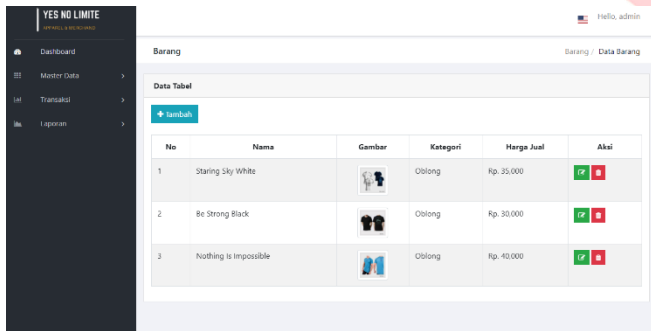 YES NO LIMITE
Hello, admin
Dashboard
Master Data
Transaksi
Laporan
Barang
Barang / Data Barang
Data Tabel
+ Tambah
No Nama Gambar Kategori Harga Jual Aksi
1 Staring Sky White Oblong Rp. 35,000
2 Be Strong Black Oblong Rp. 30,000
3 Nothing Is Impossible Oblong Rp. 40,000